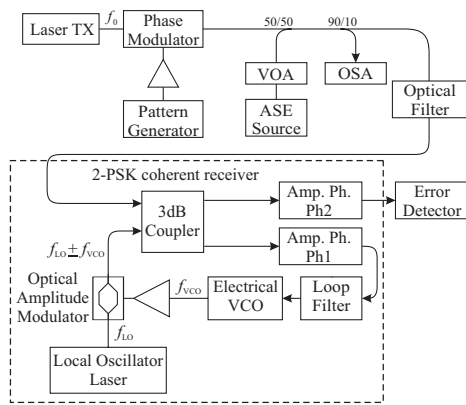 Laser TX
f0
Phase
Modulator
50/50
90/10
VOA
OSA
Optical
Filter
Pattern
Generator
ASE
Source
2-PSK coherent receiver
3dB
Coupler
Amp. Ph.
Ph2
Error
Detector
Amp. Ph.
Ph1
fLO ± fVCO
Optical
Amplitude
Modulator
fVCO
Electrical
VCO
Loop
Filter
fLO
Local Oscillator
Laser